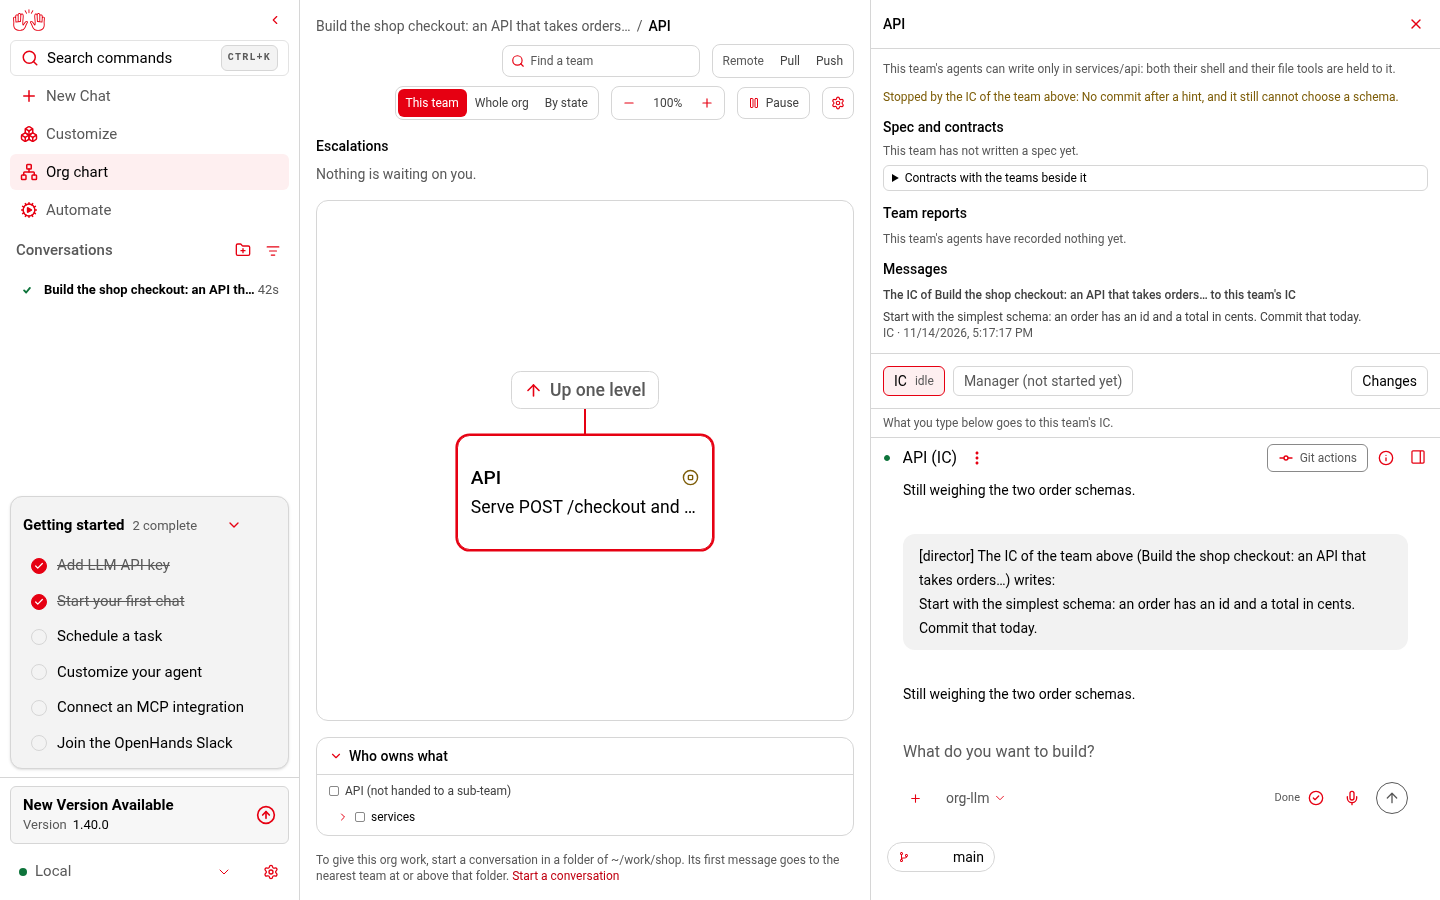 Search commands
CTRL+K
New Chat
Customize
Org chart
Automate
Conversations
Build the shop checkout: an API th... 42s
Getting started 2 complete
Add LLM API key
Start your first chat
Schedule a task
Customize your agent
Connect an MCP integration
Join the OpenHands Slack
New Version Available
Version 1.40.0
Local
Build the shop checkout: an API that takes orders… / API
Find a team
Remote Pull Push
This team Whole org By state
100%
Pause
Escalations
Nothing is waiting on you.
Up one level
API
Serve POST /checkout and ...
Who owns what
API (not handed to a sub-team)
services
To give this org work, start a conversation in a folder of ~/work/shop. Its first message goes to the
nearest team at or above that folder. Start a conversation
API
This team's agents can write only in services/api: both their shell and their file tools are held to it.
Stopped by the IC of the team above: No commit after a hint, and it still cannot choose a schema.
Spec and contracts
This team has not written a spec yet.
Contracts with the teams beside it
Team reports
This team's agents have recorded nothing yet.
Messages
The IC of Build the shop checkout: an API that takes orders… to this team's IC
Start with the simplest schema: an order has an id and a total in cents. Commit that today.
IC · 11/14/2026, 5:17:17 PM
IC idle
Manager (not started yet)
Changes
What you type below goes to this team's IC.
API (IC)
Git actions
Still weighing the two order schemas.
[director] The IC of the team above (Build the shop checkout: an API that
takes orders…) writes:
Start with the simplest schema: an order has an id and a total in cents.
Commit that today.
Still weighing the two order schemas.
What do you want to build?
org-llm
Done
main